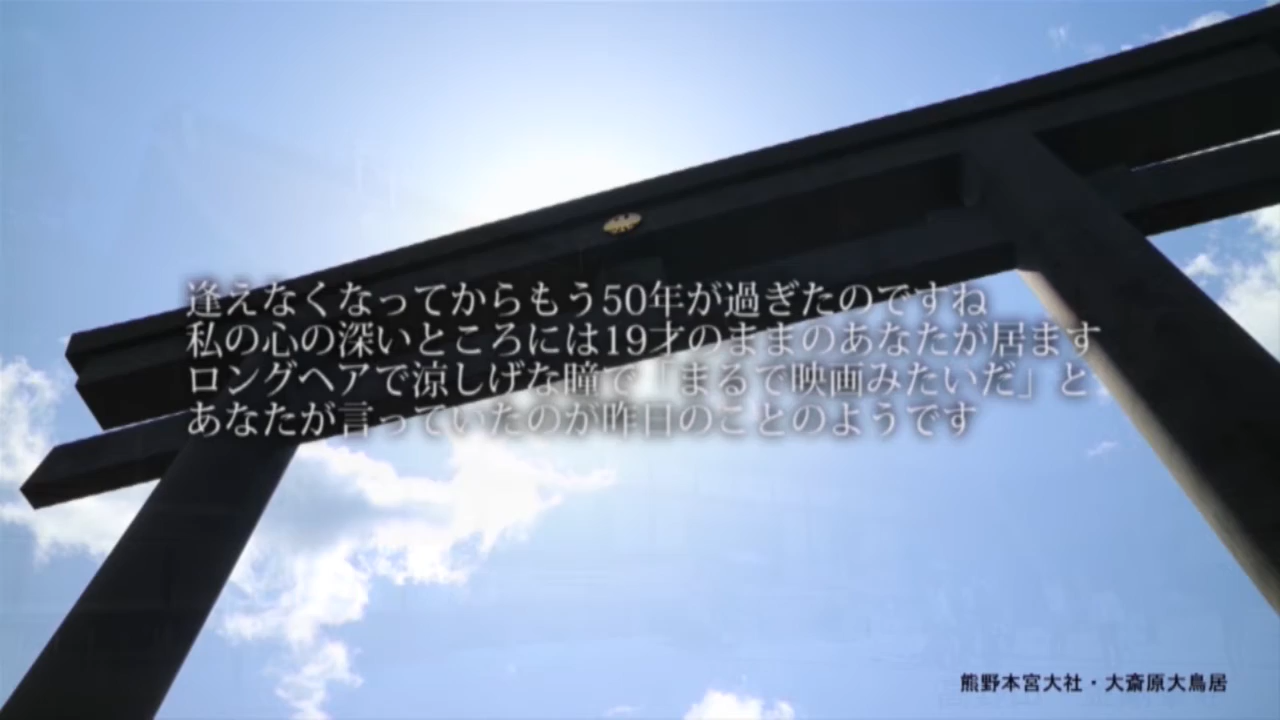 逢えなくなってからもう50年が過ぎたのですね
私の心の深いところには19才のままのあなたが居ます
ロングヘアで涼しげな瞳で「まるで映画みたいだ」と
あなたが言っていたのが昨日のことのようです
熊野本宮大社・大斎原大鳥居